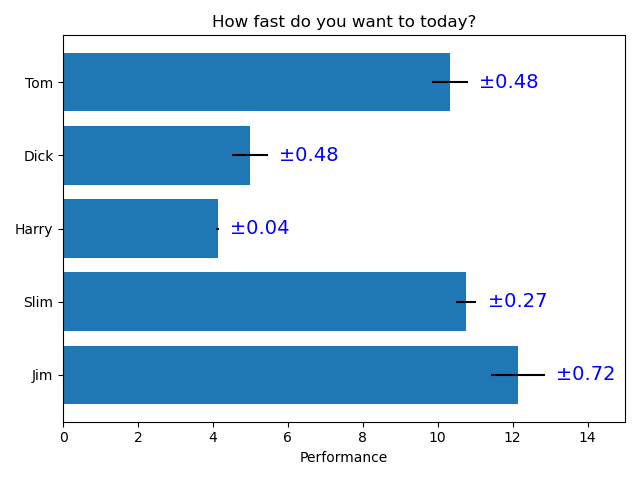 How fast do you want to today?
Tom
±0.48
Dick
±0.48
Harry
±0.04
Slim
±0.27
Jim
±0.72
0 2 4 6 8 10 12 14
Performance